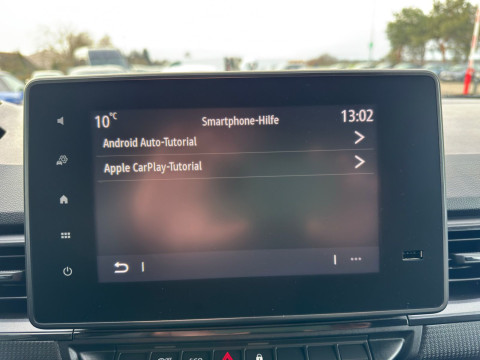 10°C Smartphone-Hilfe 13:02
Android Auto-Tutorial
Apple CarPlay-Tutorial